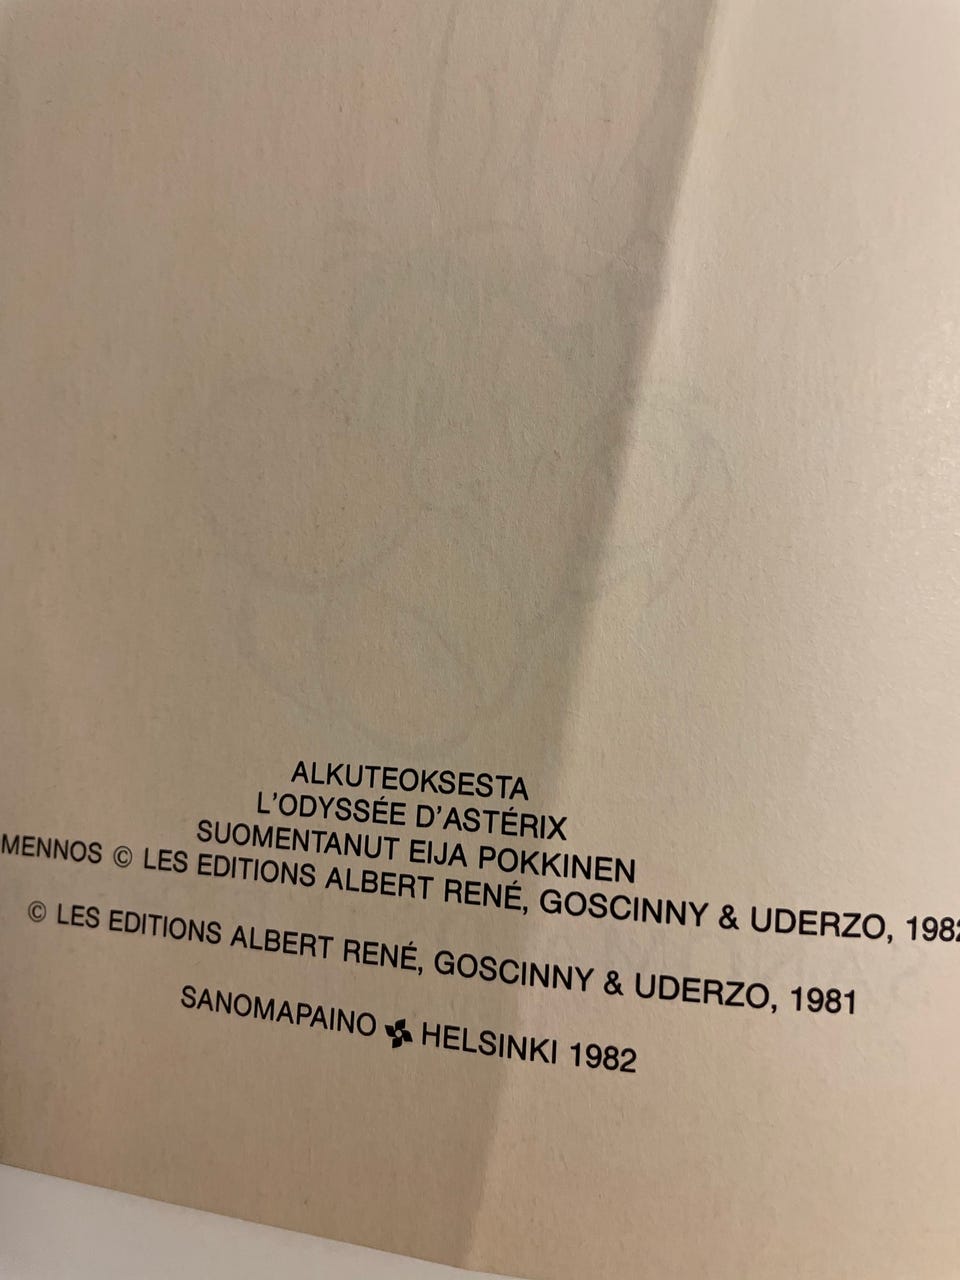 ALKUTEOKSESTA
L'ODYSSÉE D'ASTÉRIX
SUOMENTANUT EIJA POKKINEN
MENNOS © LES EDITIONS ALBERT RENÉ, GOSCINNY & UDERZO, 1982
© LES EDITIONS ALBERT RENÉ, GOSCINNY & UDERZO, 1981
SANOMAPAINO HELSINKI 1982